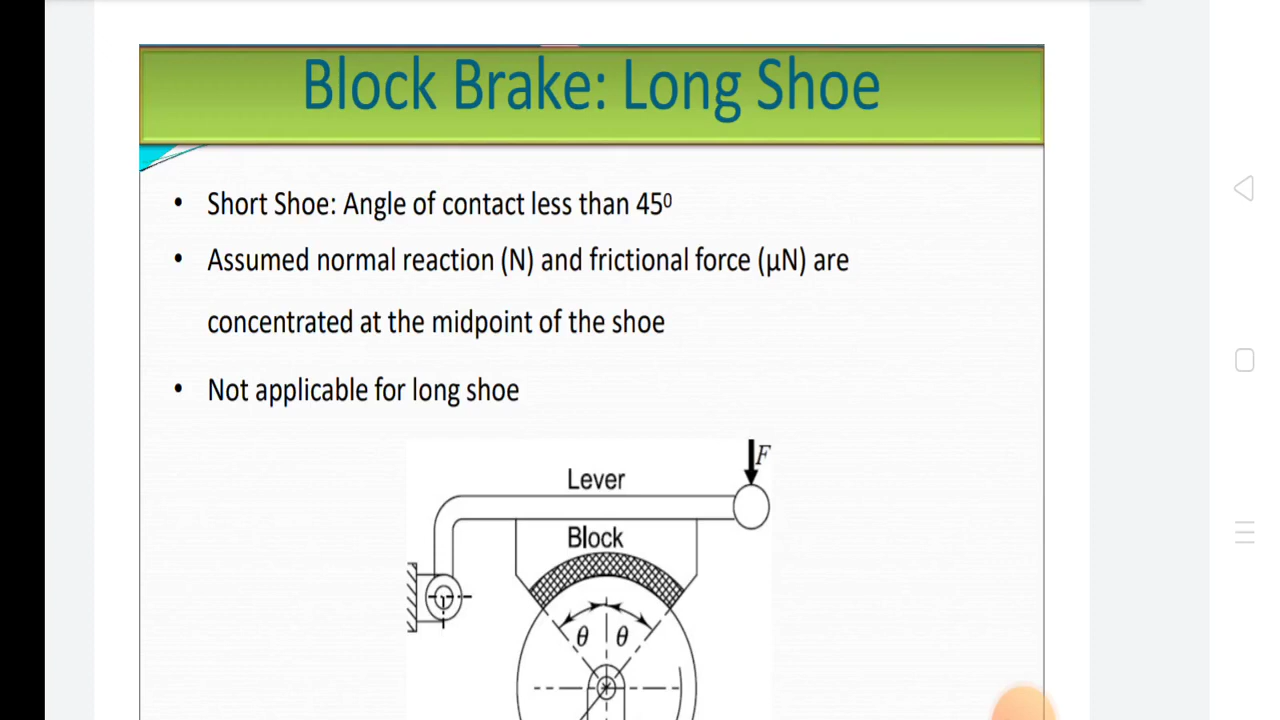 Block Brake: Long Shoe
• Short Shoe: Angle of contact less than 45⁰
• Assumed normal reaction (N) and frictional force (µN) are
concentrated at the midpoint of the shoe
• Not applicable for long shoe
F
Lever
Block
θ θ